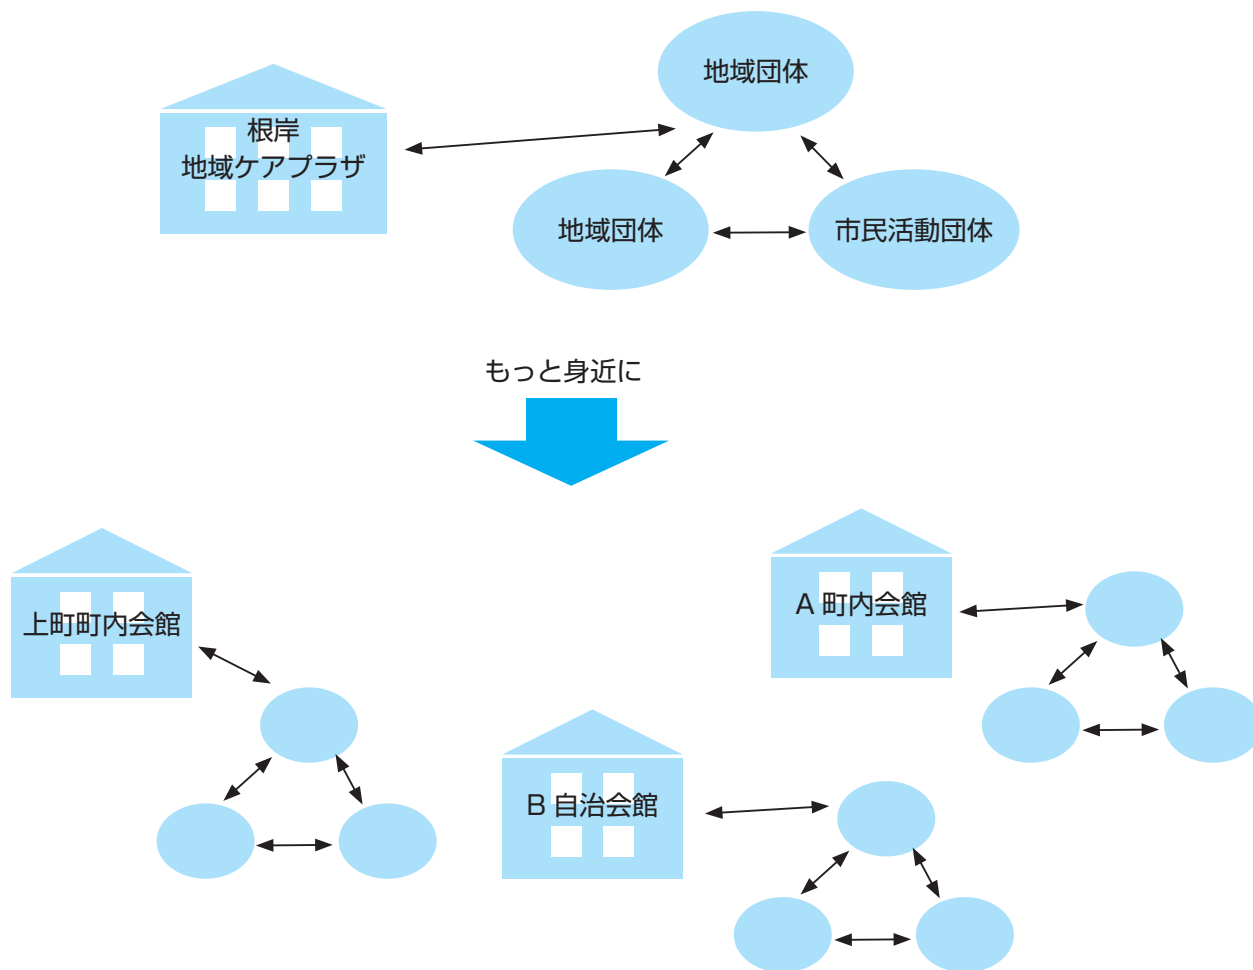 地域団体
根岸
地域ケアプラザ
地域団体
市民活動団体
もっと身近に
上町町内会館
A 町内会館
B 自治会館